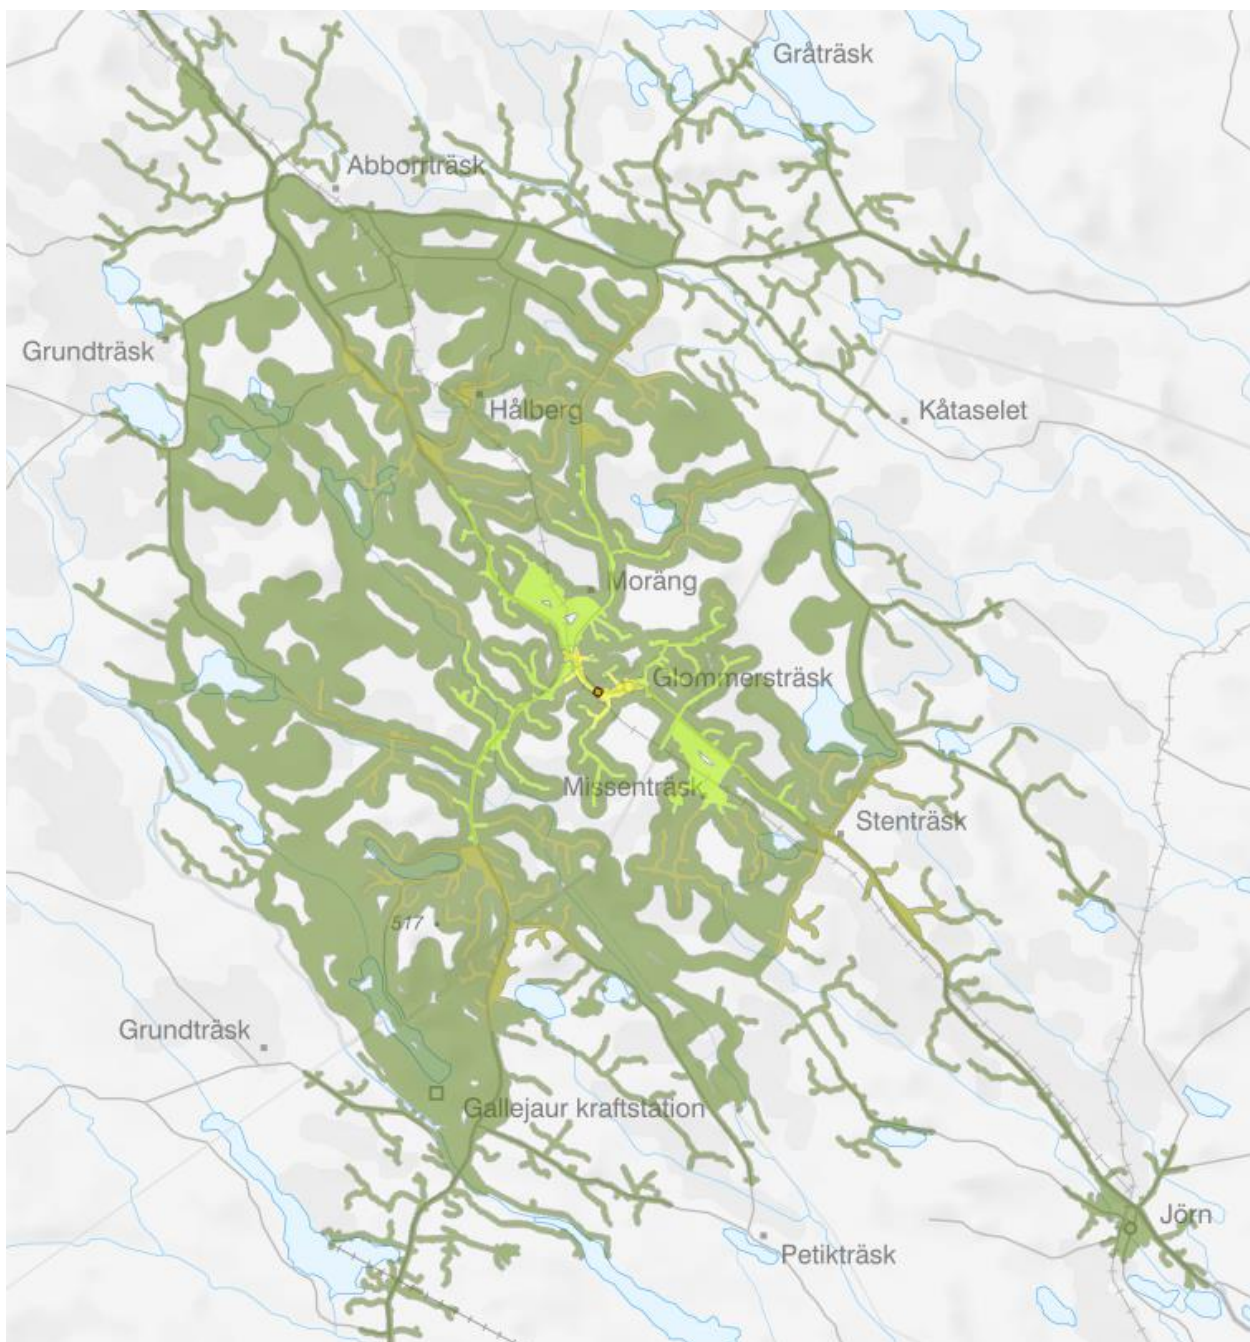 Gråträsk
Abborrträsk
Grundträsk
Hålberg
Kåtaselet
Moräng
Glommersträsk
Missenträsk
Stenträsk
517
Grundträsk
Gallejaur kraftstation
Jörn
Petikträsk